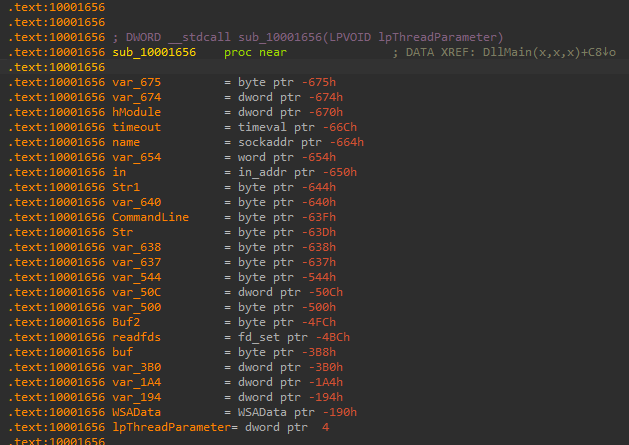 .text:10001656
.text:10001656
.text:10001656 ; DWORD __stdcall sub_10001656(LPVOID lpThreadParameter)
.text:10001656 sub_10001656 proc near ; DATA XREF: DllMain(x,x,x)+C8↓o
.text:10001656
.text:10001656 var_675 = byte ptr -675h
.text:10001656 var_674 = dword ptr -674h
.text:10001656 hModule = dword ptr -670h
.text:10001656 timeout = timeval ptr -66Ch
.text:10001656 name = sockaddr ptr -664h
.text:10001656 var_654 = word ptr -654h
.text:10001656 in = in_addr ptr -650h
.text:10001656 Str1 = byte ptr -644h
.text:10001656 var_640 = byte ptr -640h
.text:10001656 CommandLine = byte ptr -63Fh
.text:10001656 Str = byte ptr -63Dh
.text:10001656 var_638 = byte ptr -638h
.text:10001656 var_637 = byte ptr -637h
.text:10001656 var_544 = byte ptr -544h
.text:10001656 var_50C = dword ptr -50Ch
.text:10001656 var_500 = byte ptr -500h
.text:10001656 Buf2 = byte ptr -4FCh
.text:10001656 readfds = fd_set ptr -4BCh
.text:10001656 buf = byte ptr -3B8h
.text:10001656 var_3B0 = dword ptr -3B0h
.text:10001656 var_1A4 = dword ptr -1A4h
.text:10001656 var_194 = dword ptr -194h
.text:10001656 WSAData = WSAData ptr -190h
.text:10001656 lpThreadParameter= dword ptr 4
.text:10001656